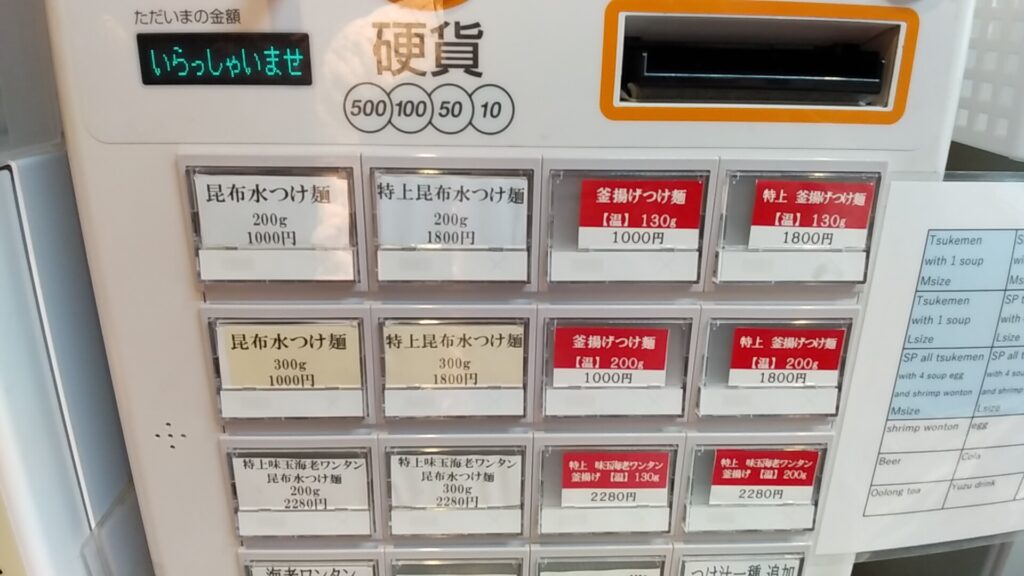 ただいまの金額
いらっしゃいませ
硬貨
500 100 50 10
昆布水つけ麺
200g
1000円
特上昆布水つけ麺
200g
1800円
釜揚げつけ麺
【温】130g
1000円
特上 釜揚げつけ麺
【温】130g
1800円
昆布水つけ麺
300g
1000円
特上昆布水つけ麺
300g
1800円
釜揚げつけ麺
【温】200g
1000円
特上 釜揚げつけ麺
【温】200g
1800円
特上味玉海老ワンタン
昆布水つけ麺
200g
2280円
特上味玉海老ワンタン
昆布水つけ麺
300g
2280円
特上 味玉海老ワンタン
釜揚げ【温】130g
2280円
特上 味玉海老ワンタン
釜揚げ【温】200g
2280円
海老ワンタン
つけ汁一種 追加
Tsukemen
with 1 soup
Msize
Tsukemen
with 1 soup
Lsize
SP
with
Lsize
SP all tsukemen
with 4 soup egg
and shrimp wonton
Msize
SP all
with 4 sou
and shrimp
Lsize
shrimp wonton
egg
Beer
Cola
Oolong tea
Yuzu drink